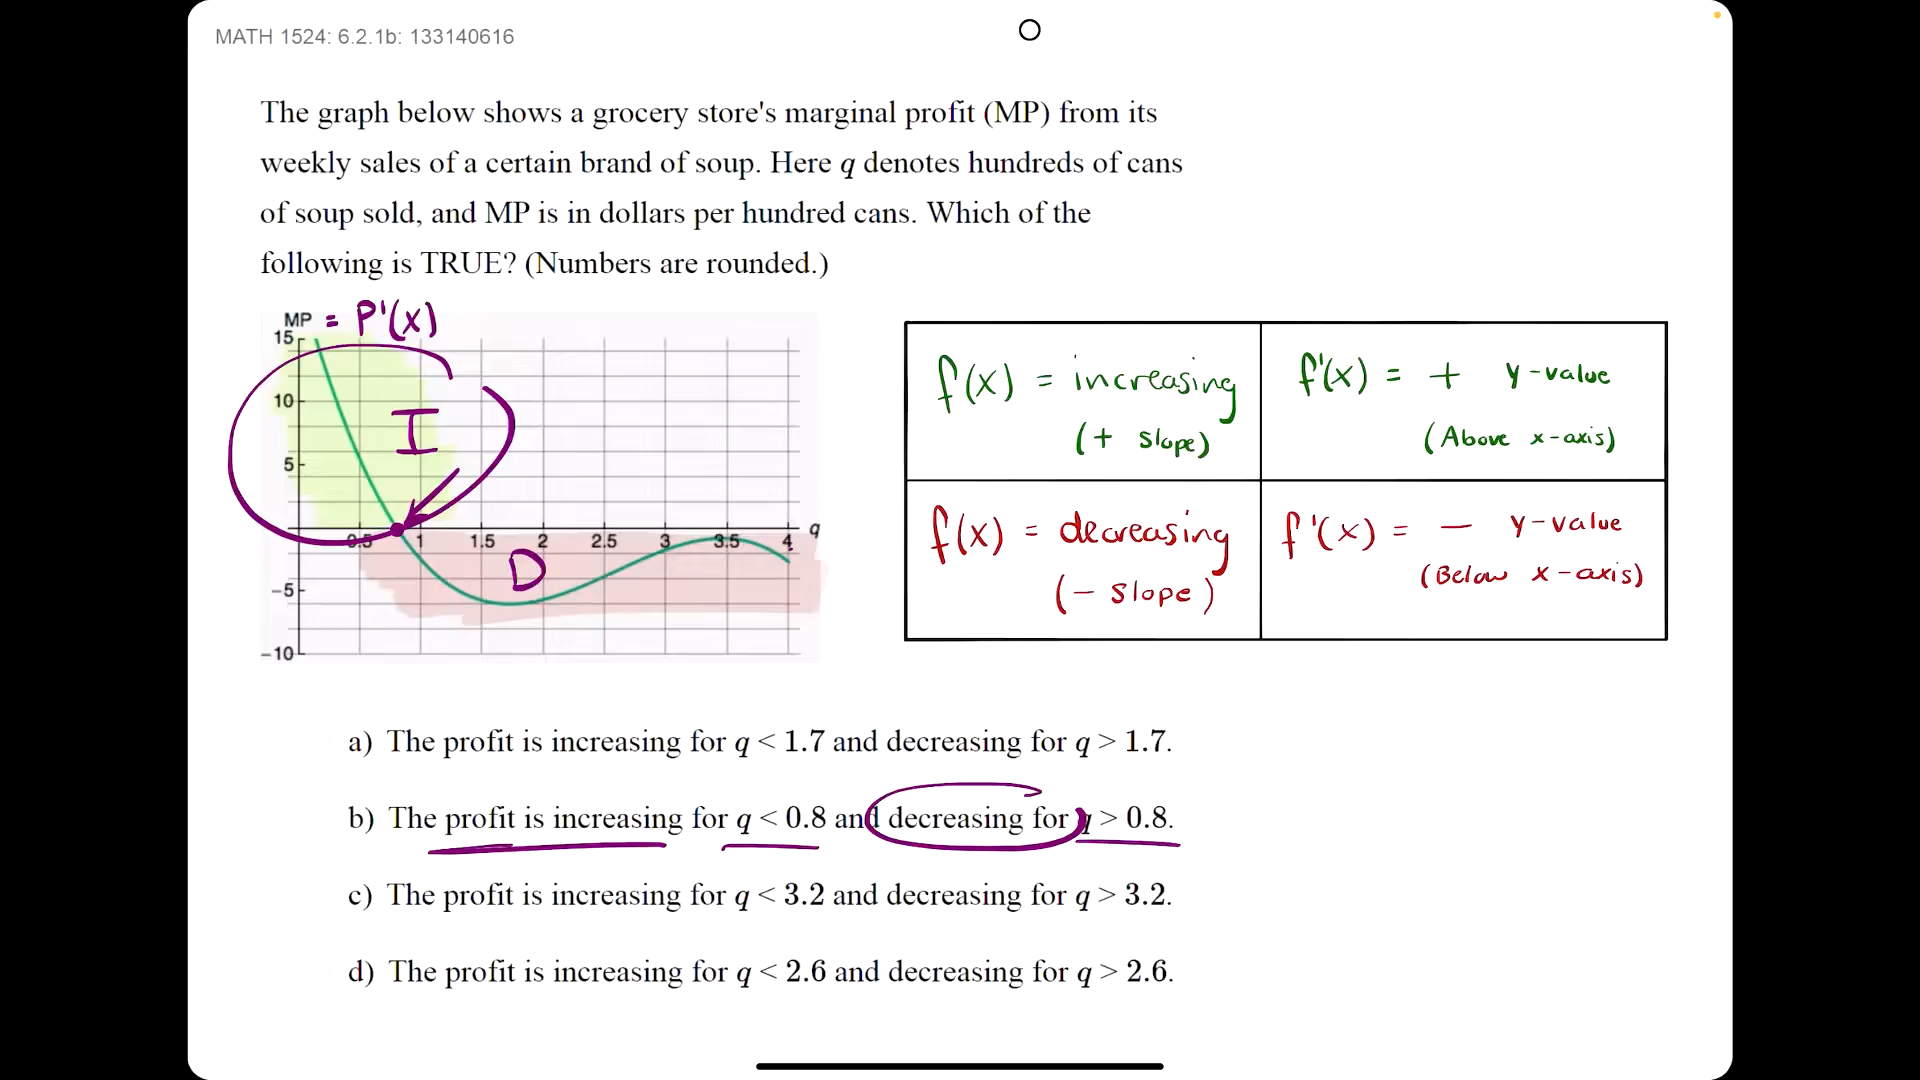 MATH 1524: 6.2.1b: 133140616
The graph below shows a grocery store's marginal profit (MP) from its
weekly sales of a certain brand of soup. Here q denotes hundreds of cans
of soup sold, and MP is in dollars per hundred cans. Which of the
following is TRUE? (Numbers are rounded.)
MP = P'(x)
15
10
5
-5
-10
0.5 1 1.5 2 2.5 3 3.5 4 q
I
D
f(x) = increasing
(+ slope)
f'(x) = + y-value
(Above x-axis)
f(x) = decreasing
(- slope)
f'(x) = - y-value
(Below x-axis)
a) The profit is increasing for q < 1.7 and decreasing for q > 1.7.
b) The profit is increasing for q < 0.8 and decreasing for q > 0.8.
c) The profit is increasing for q < 3.2 and decreasing for q > 3.2.
d) The profit is increasing for q < 2.6 and decreasing for q > 2.6.